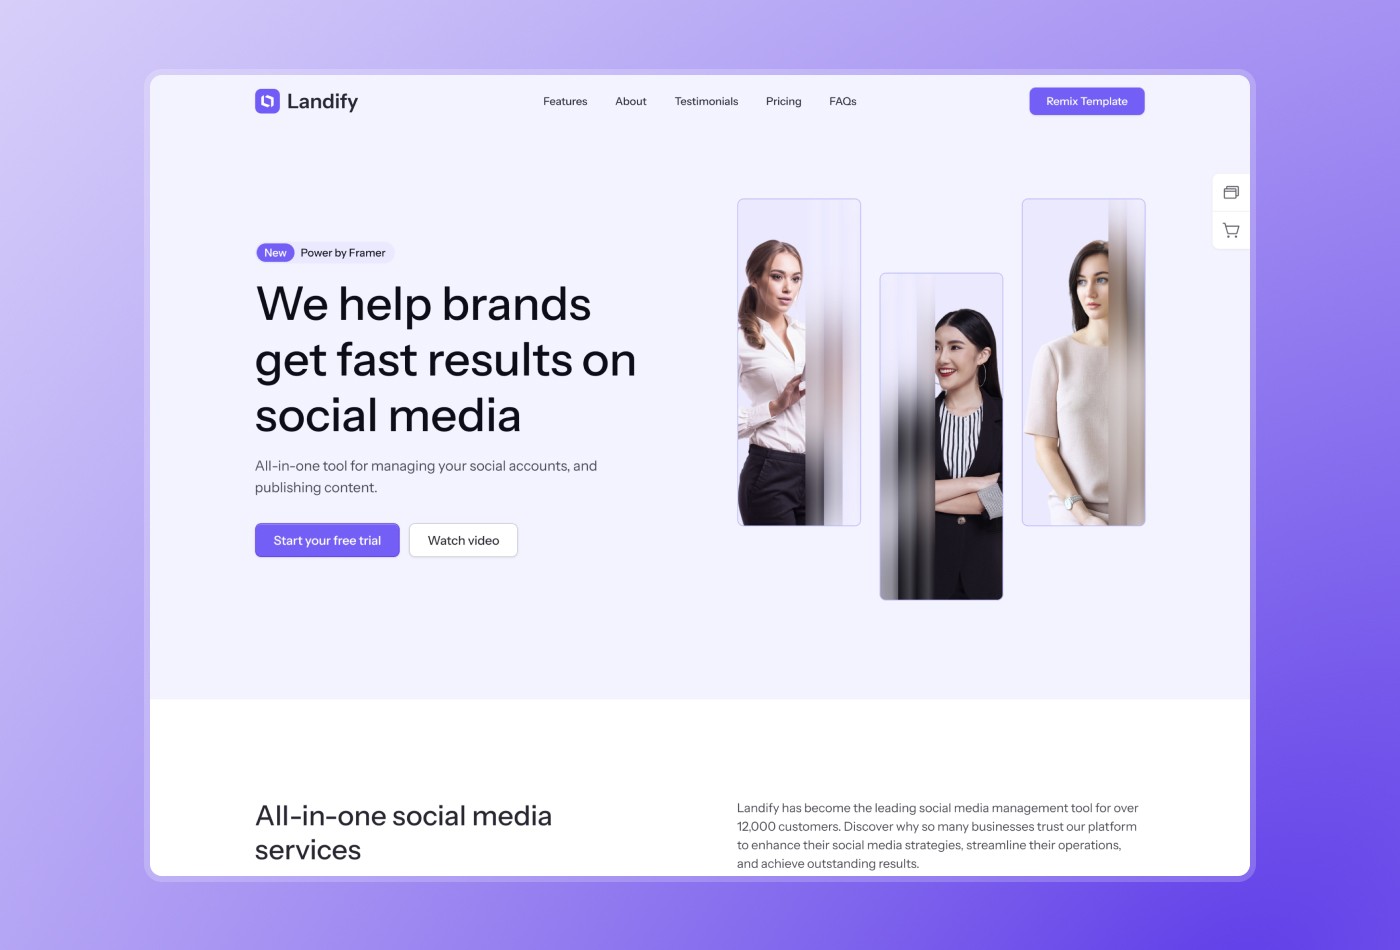 Landify
Features
About
Testimonials
Pricing
FAQs
Remix Template
New
Power by Framer
We help brands
get fast results on
social media
All-in-one tool for managing your social accounts, and
publishing content.
Start your free trial
Watch video
All-in-one social media
services
Landify has become the leading social media management tool for over
12,000 customers. Discover why so many businesses trust our platform
to enhance their social media strategies, streamline their operations,
and achieve outstanding results.